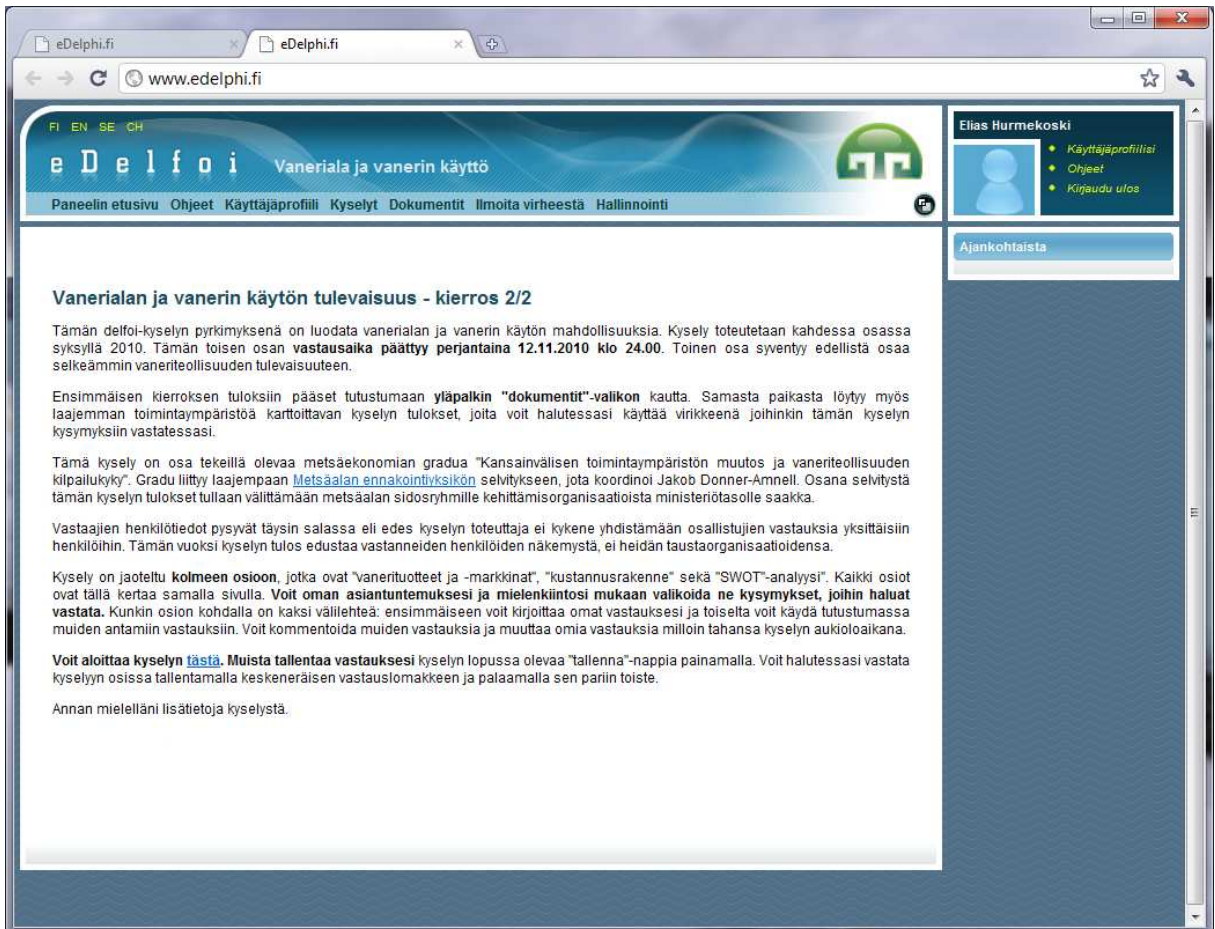 eDelphi.fi
eDelphi.fi
www.edelphi.fi
FI EN SE CH
eDelfoi Vaneriala ja vanerin käyttö
Paneelin etusivu Ohjeet Käyttäjäprofiili Kyselyt Dokumentit Ilmoita virheestä Hallinnointi
Elias Hurmekoski
Käyttäjäprofiilisi
Ohjeet
Kirjaudu ulos
Ajankohtaista
Vanerialan ja vanerin käytön tulevaisuus - kierros 2/2
Tämän delfoi-kyselyn pyrkimyksenä on luodata vanerialan ja vanerin käytön mahdollisuuksia. Kysely toteutetaan kahdessa osassa
syksyllä 2010. Tämän toisen osan vastausaika päättyy perjantaina 12.11.2010 klo 24.00. Toinen osa syventyy edellistä osaa
selkeämmin vaneriteollisuuden tulevaisuuteen.
Ensimmäisen kierroksen tuloksiin pääset tutustumaan yläpalkin "dokumentit"-valikon kautta. Samasta paikasta löytyy myös
laajemman toimintaympäristöä karttoittavan kyselyn tulokset, joita voit halutessasi käyttää virikkeenä joihinkin tämän kyselyn
kysymyksiin vastatessasi.
Tämä kysely on osa tekeillä olevaa metsäekonomian gradua "Kansainvälisen toimintaympäristön muutos ja vaneriteollisuuden
kilpailukyky". Gradu liittyy laajempaan Metsäalan ennakointiyksikön selvitykseen, jota koordinoi Jakob Donner-Amnell. Osana selvitystä
tämän kyselyn tulokset tullaan välittämään metsäalan sidosryhmille kehittämisorganisaatioista ministeriötasolle saakka.
Vastaajien henkilötiedot pysyvät täysin salassa eli edes kyselyn toteuttaja ei kykene yhdistämään osallistujien vastauksia yksittäisiin
henkilöihin. Tämän vuoksi kyselyn tulos edustaa vastanneiden henkilöiden näkemystä, ei heidän taustaorganisaatioidensa.
Kysely on jaoteltu kolmeen osioon, jotka ovat "vanerituotteet ja -markkinat", "kustannusrakenne" sekä "SWOT"-analyysi". Kaikki osiot
ovat tällä kertaa samalla sivulla. Voit oman asiantuntemuksesi ja mielenkiintosi mukaan valikoida ne kysymykset, joihin haluat
vastata. Kunkin osion kohdalla on kaksi välilehteä: ensimmäiseen voit kirjoittaa omat vastauksesi ja toiselta voit käydä tutustumassa
muiden antamiin vastauksiin. Voit kommentoida muiden vastauksia ja muuttaa omia vastauksia milloin tahansa kyselyn aukioloaikana.
Voit aloittaa kyselyn tästä. Muista tallentaa vastauksesi kyselyn lopussa olevaa "tallenna"-nappia painamalla. Voit halutessasi vastata
kyselyyn osissa tallentamalla keskeneräisen vastauslomakkeen ja palaamalla sen pariin toiste.
Annan mielelläni lisätietoja kyselystä.